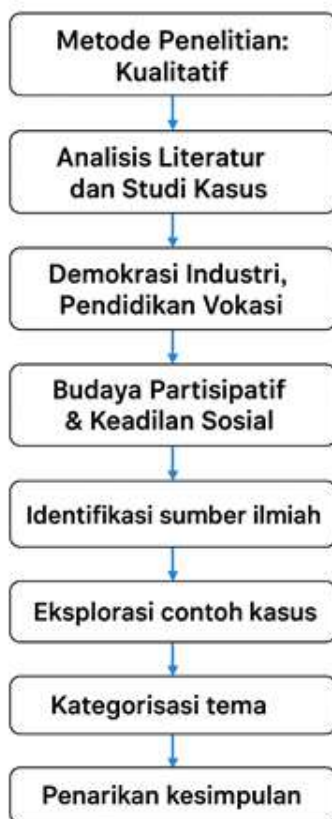 Metode Penelitian:
Kualitatif
Analisis Literatur
dan Studi Kasus
Demokrasi Industri,
Pendidikan Vokasi
Budaya Partisipatif
& Keadilan Sosial
Identifikasi sumber ilmiah
Eksplorasi contoh kasus
Kategorisasi tema
Penarikan kesimpulan